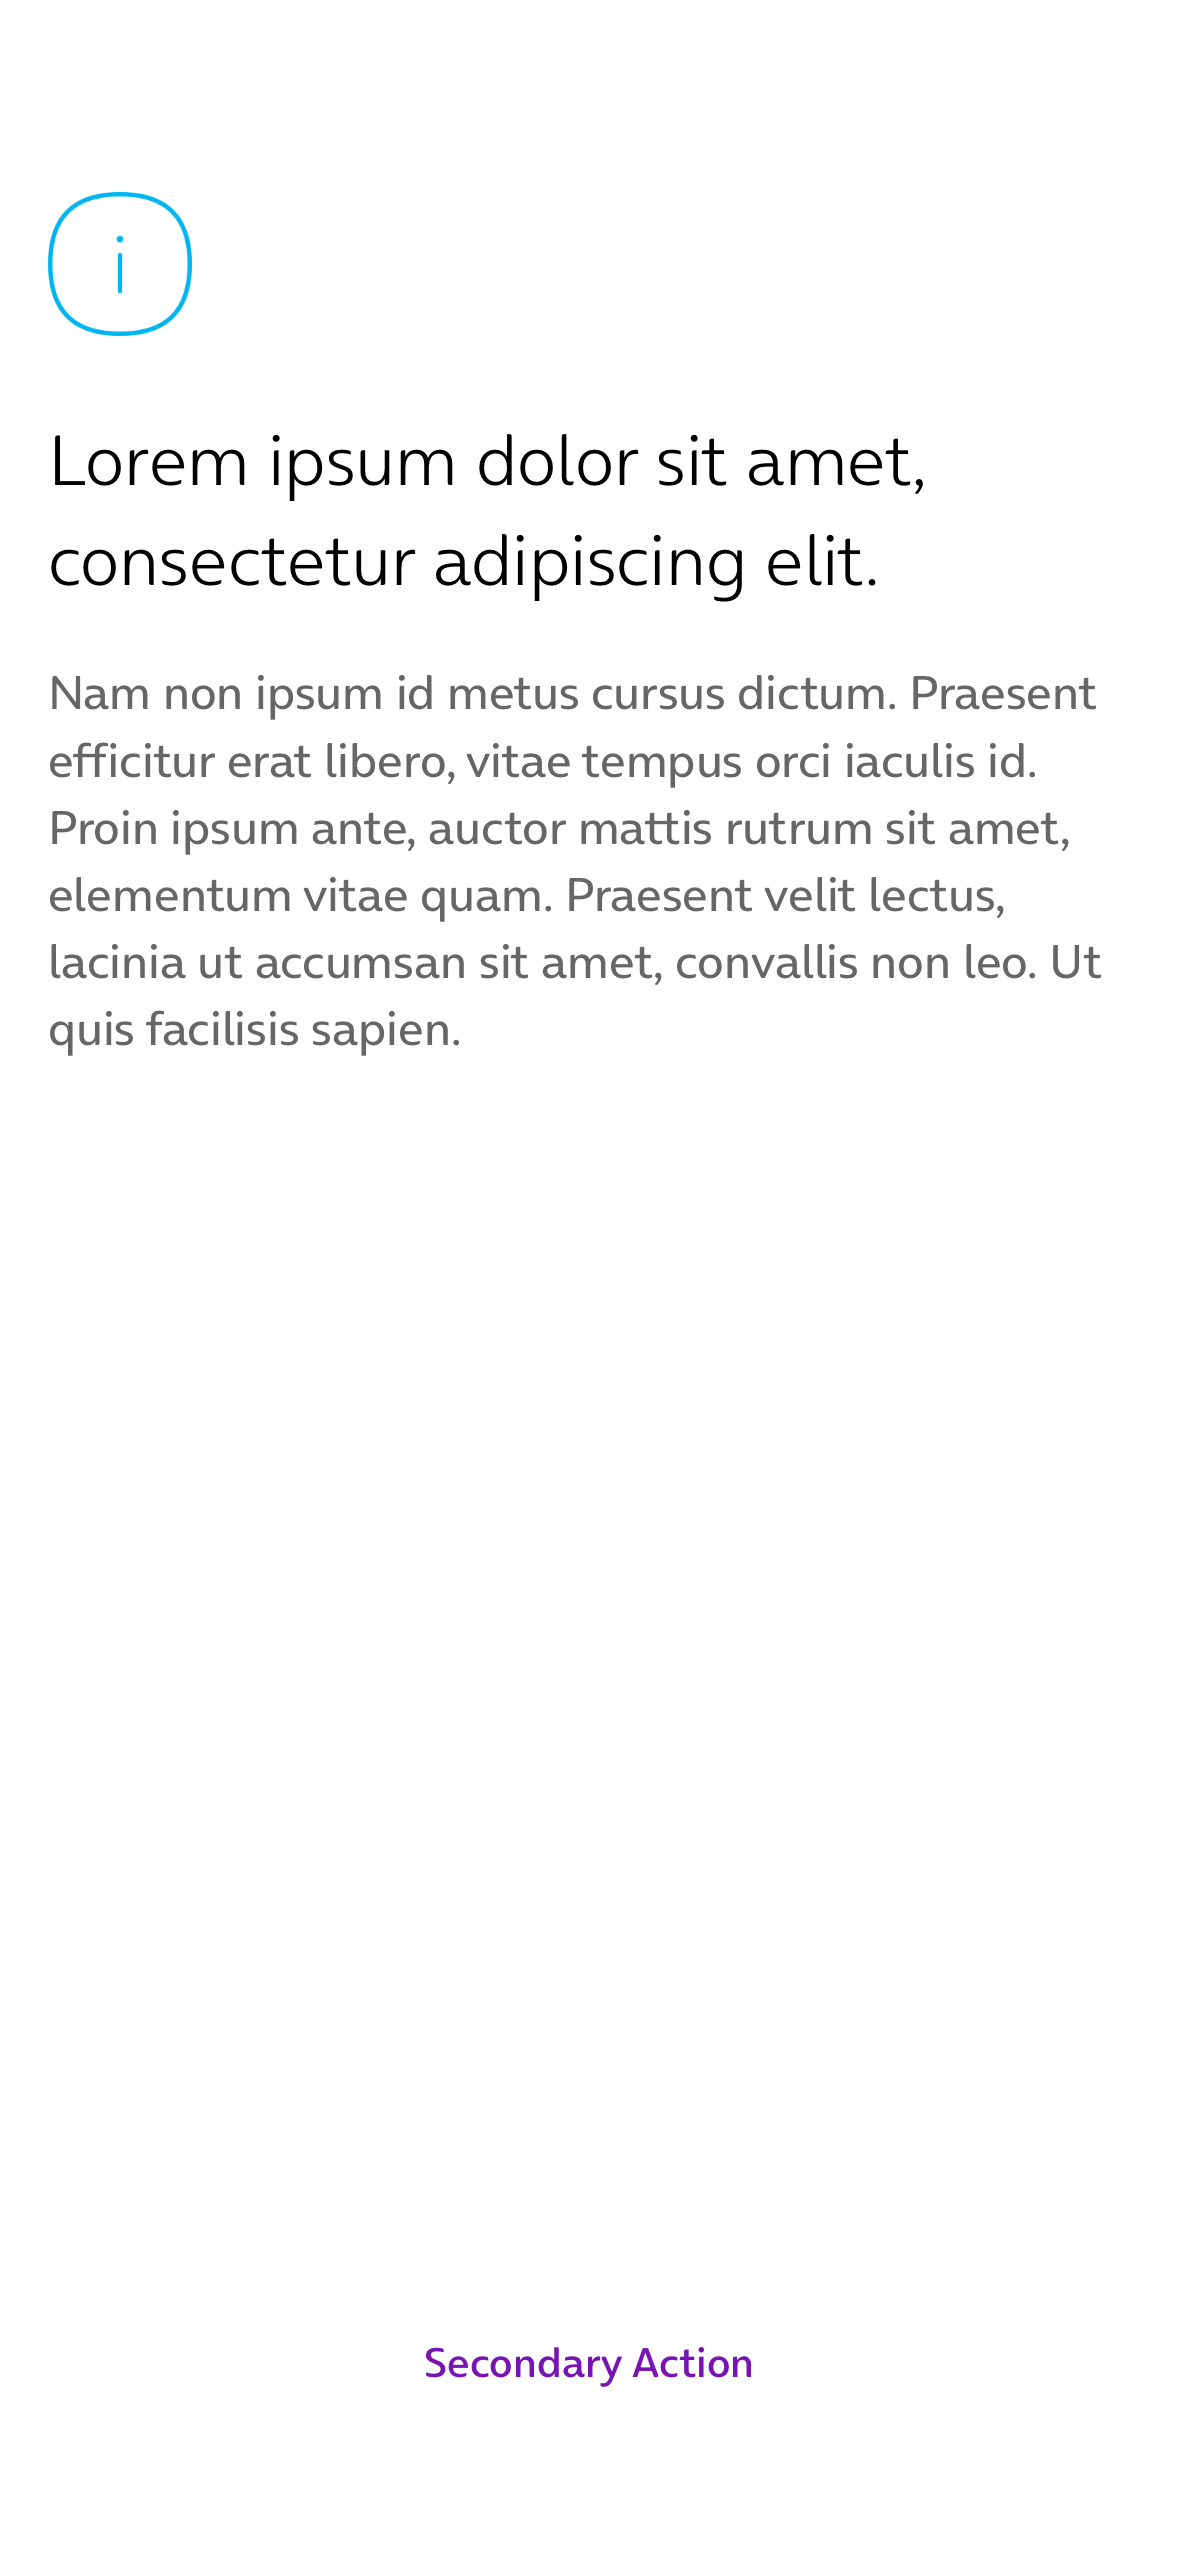 i
Lorem ipsum dolor sit amet,
consectetur adipiscing elit.
Nam non ipsum id metus cursus dictum. Praesent
efficitur erat libero, vitae tempus orci iaculis id.
Proin ipsum ante, auctor mattis rutrum sit amet,
elementum vitae quam. Praesent velit lectus,
lacinia ut accumsan sit amet, convallis non leo. Ut
quis facilisis sapien.
Secondary Action